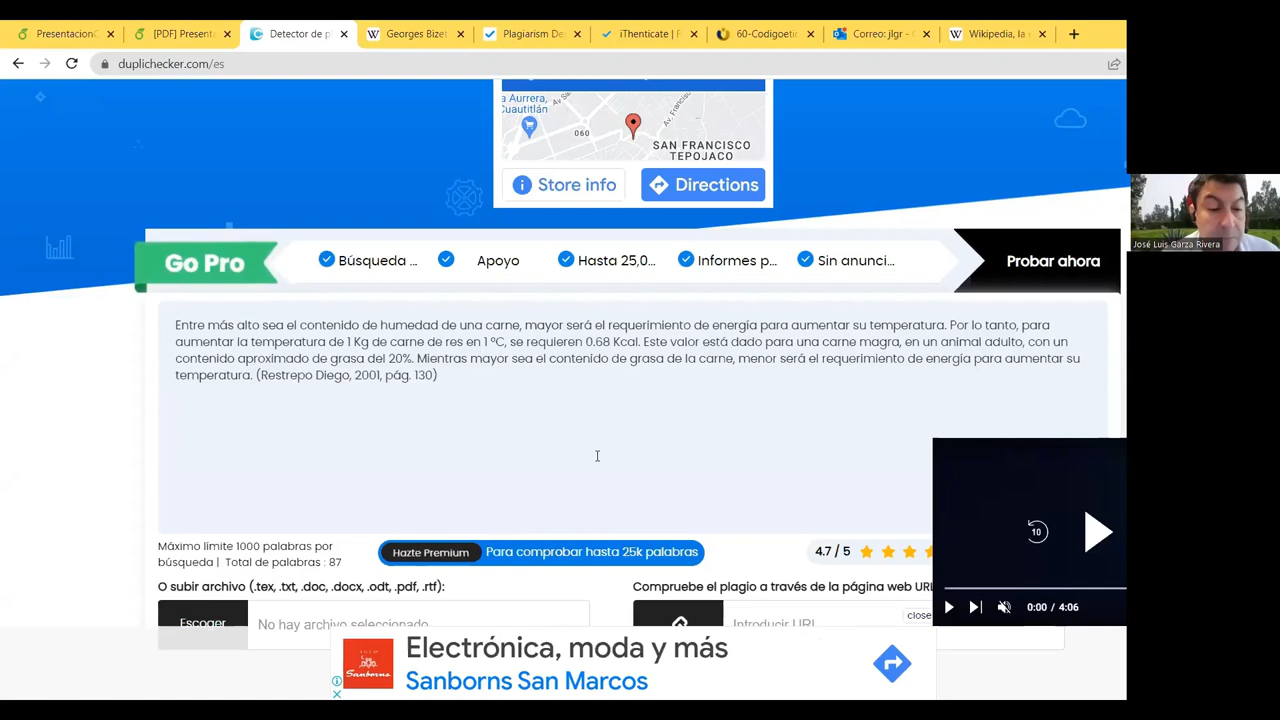 PresentacionC
[PDF] Present
Detector de p
Georges Bizet
Plagiarism De
iThenticate | P
60-Codigoeti
Correo: jlgr - C
Wikipedia, la
duplichecker.com/es
a Aurrera,
Cuautitlán
Av So
060
Av. Francisc
SAN FRANCISCO
TEPOJACO
Store info
Directions
Go Pro
Búsqueda ...
Apoyo
Hasta 25,0...
Informes p...
Sin anunci...
Probar ahora
Entre más alto sea el contenido de humedad de una carne, mayor será el requerimiento de energía para aumentar su temperatura. Por lo tanto, para
aumentar la temperatura de 1 Kg de carne de res en 1 °C, se requieren 0.68 Kcal. Este valor está dado para una carne magra, en un animal adulto, con un
contenido aproximado de grasa del 20%. Mientras mayor sea el contenido de grasa de la carne, menor será el requerimiento de energía para aumentar su
temperatura. (Restrepo Diego, 2001, pág. 130)
Máximo límite 1000 palabras por
búsqueda | Total de palabras : 87
Hazte Premium
Para comprobar hasta 25k palabras
4.7 / 5
O subir archivo (.tex, .txt, .doc, .docx, .odt, .pdf, .rtf):
Compruebe el plagio a través de la página web URL
Escoger
No hay archivo seleccionado
Introducir URL
close
10
0:00 / 4:06
Electrónica, moda y más
Sanborns San Marcos
Sanborns
José Luis Garza Rivera